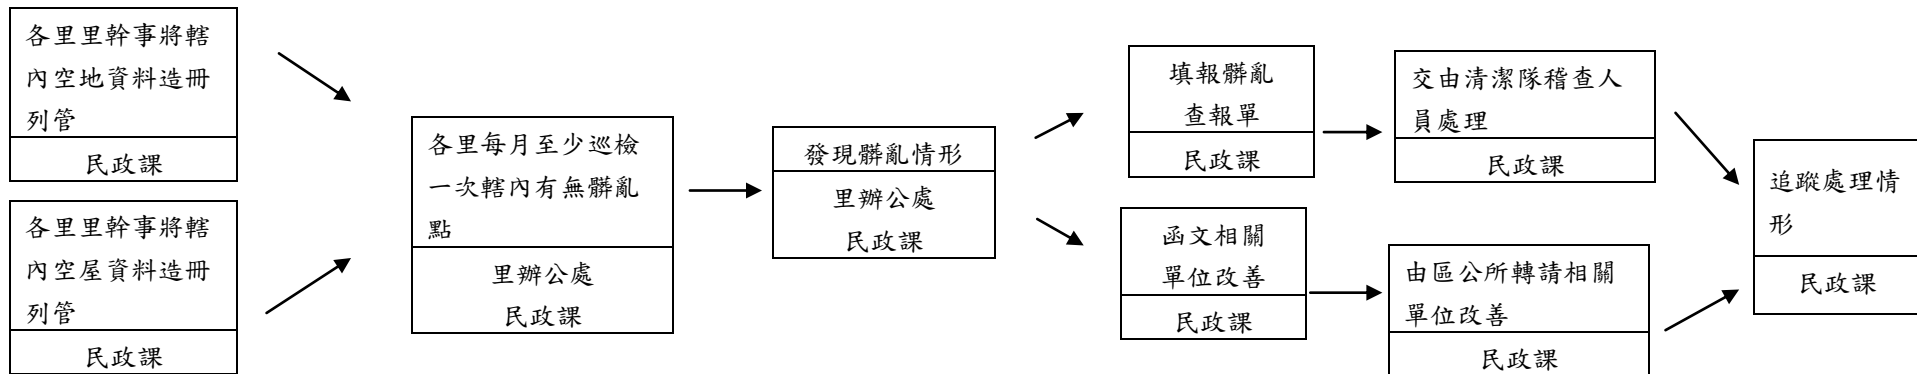 各里里幹事將轄
內空地資料造冊
列管
民政課
各里里幹事將轄
內空屋資料造冊
列管
民政課
各里每月至少巡檢
一次轄內有無髒亂
點
里辦公處
民政課
發現髒亂情形
里辦公處
民政課
填報髒亂
查報單
民政課
交由清潔隊稽查人
員處理
民政課
函文相關
單位改善
民政課
由區公所轉請相關
單位改善
民政課
追蹤處理情
形
民政課